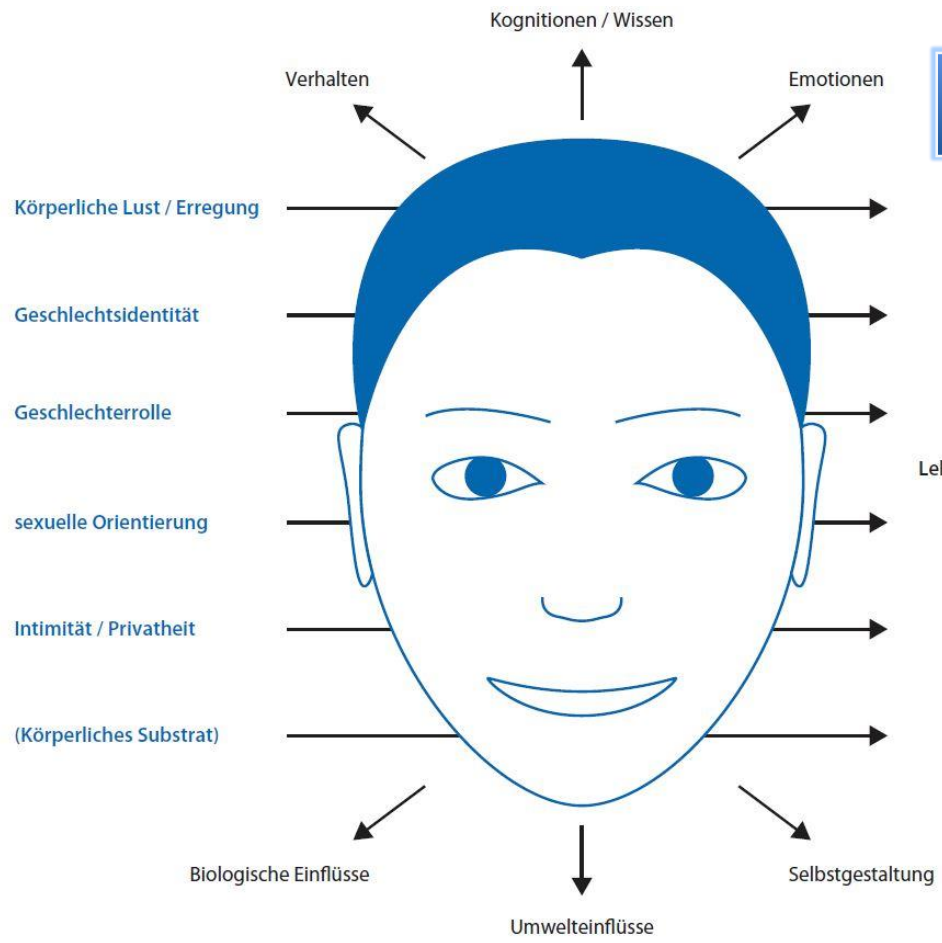 Kognitionen / Wissen
Verhalten
Emotionen
Körperliche Lust / Erregung
Geschlechtsidentität
Geschlechterrolle
sexuelle Orientierung
Intimität / Privatheit
(Körperliches Substrat)
Biologische Einflüsse
Selbstgestaltung
Umwelteinflüsse